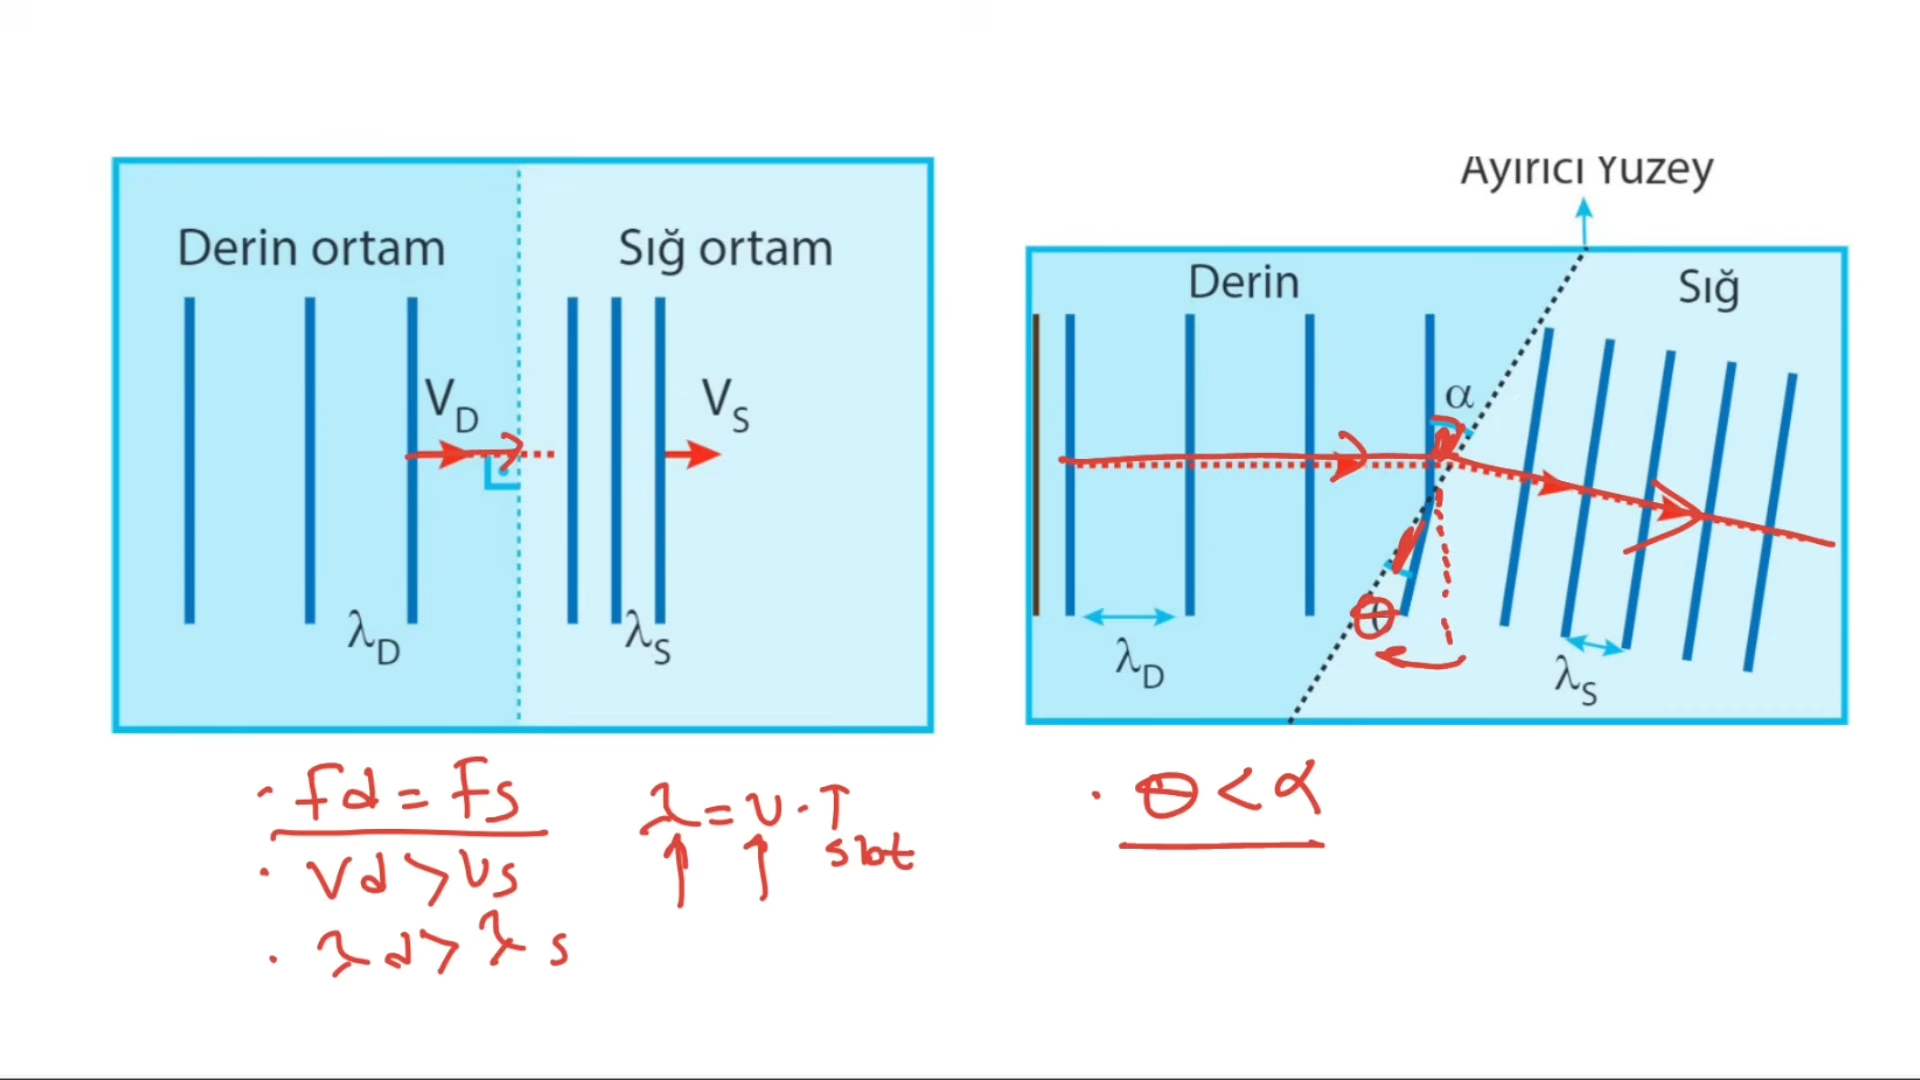 Derin ortam
Sığ ortam
V_D
V_S
λ_D
λ_S
Ayırıcı Yüzey
Derin
Sığ
α
θ
λ_D
λ_S
· fd = fs
· Vd > Vs
· λd > λs
λ = v · T
sbt
· θ < α